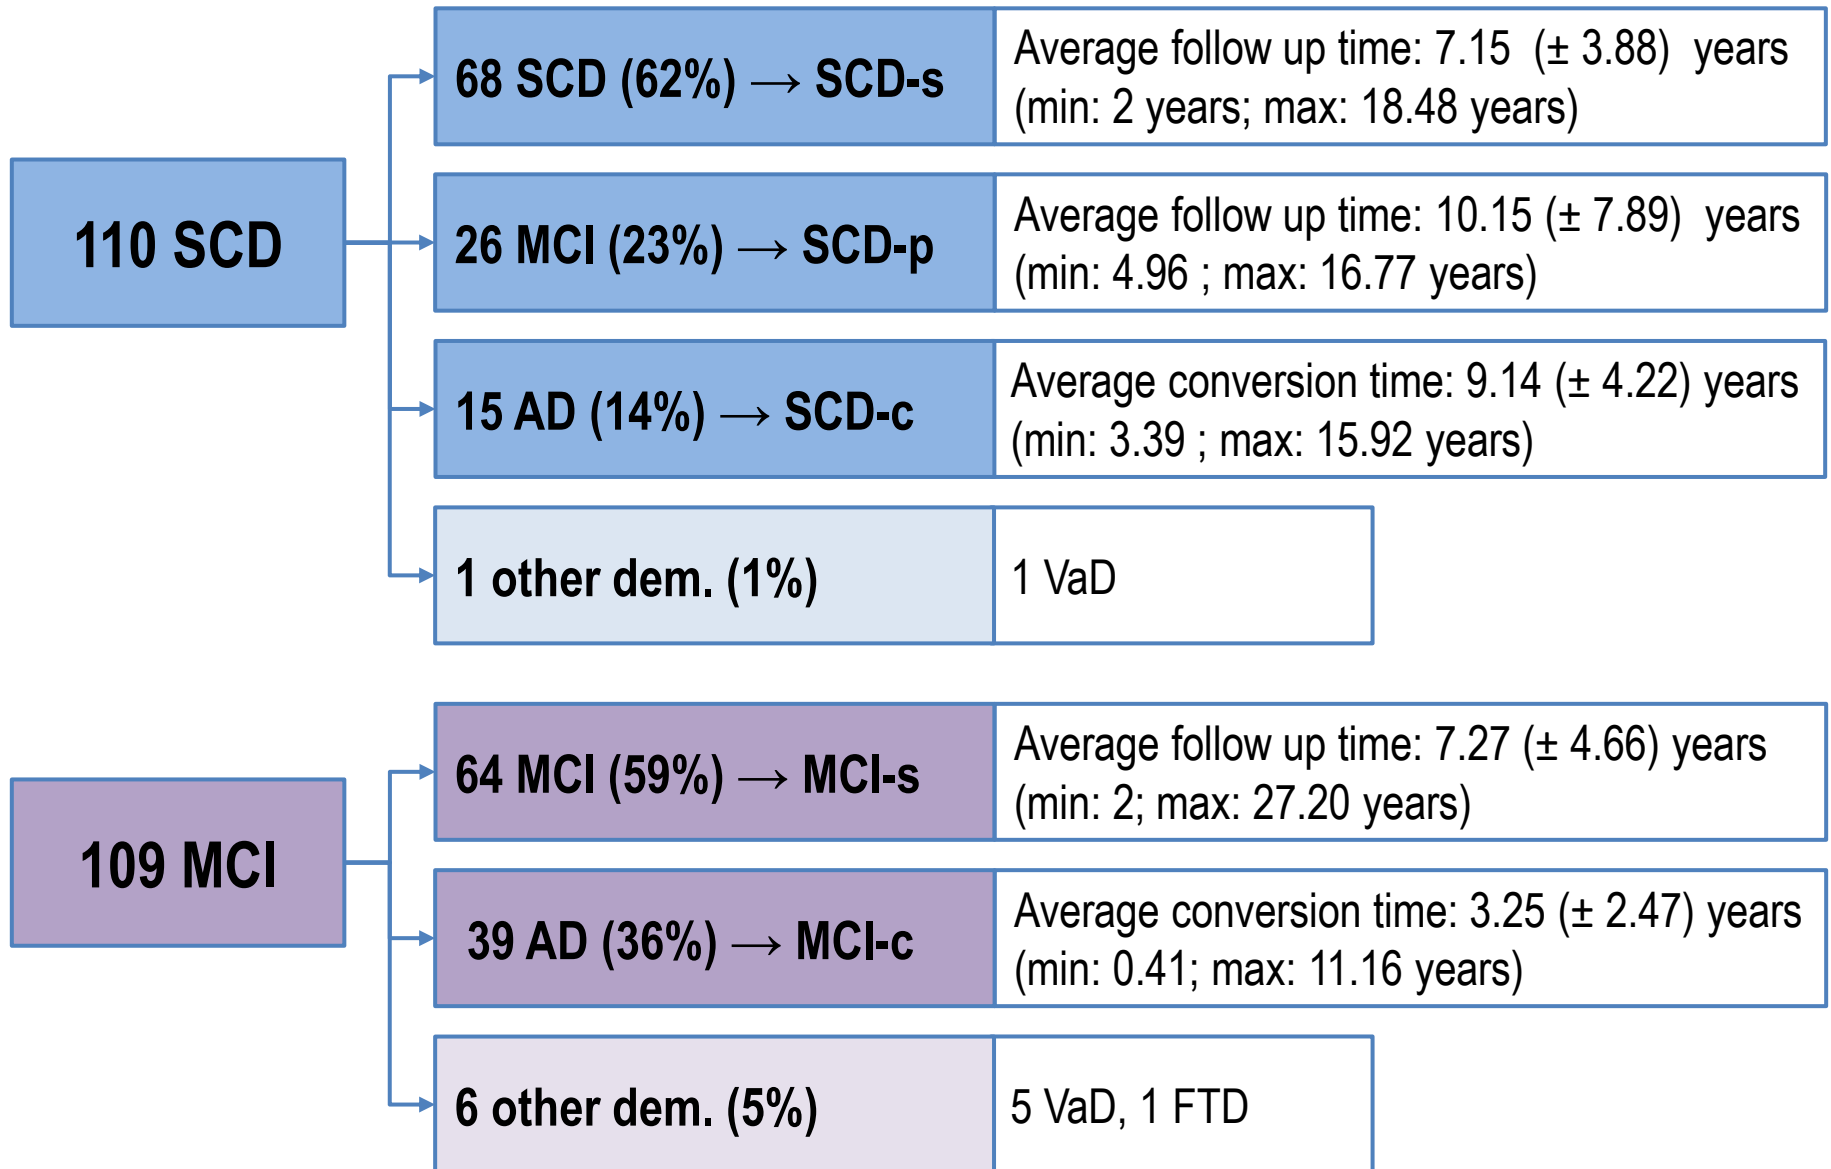 110 SCD
68 SCD (62%) → SCD-s
Average follow up time: 7.15 (± 3.88) years
(min: 2 years; max: 18.48 years)
26 MCI (23%) → SCD-p
Average follow up time: 10.15 (± 7.89) years
(min: 4.96 ; max: 16.77 years)
15 AD (14%) → SCD-c
Average conversion time: 9.14 (± 4.22) years
(min: 3.39 ; max: 15.92 years)
1 other dem. (1%)
1 VaD
109 MCI
64 MCI (59%) → MCI-s
Average follow up time: 7.27 (± 4.66) years
(min: 2; max: 27.20 years)
39 AD (36%) → MCI-c
Average conversion time: 3.25 (± 2.47) years
(min: 0.41; max: 11.16 years)
6 other dem. (5%)
5 VaD, 1 FTD